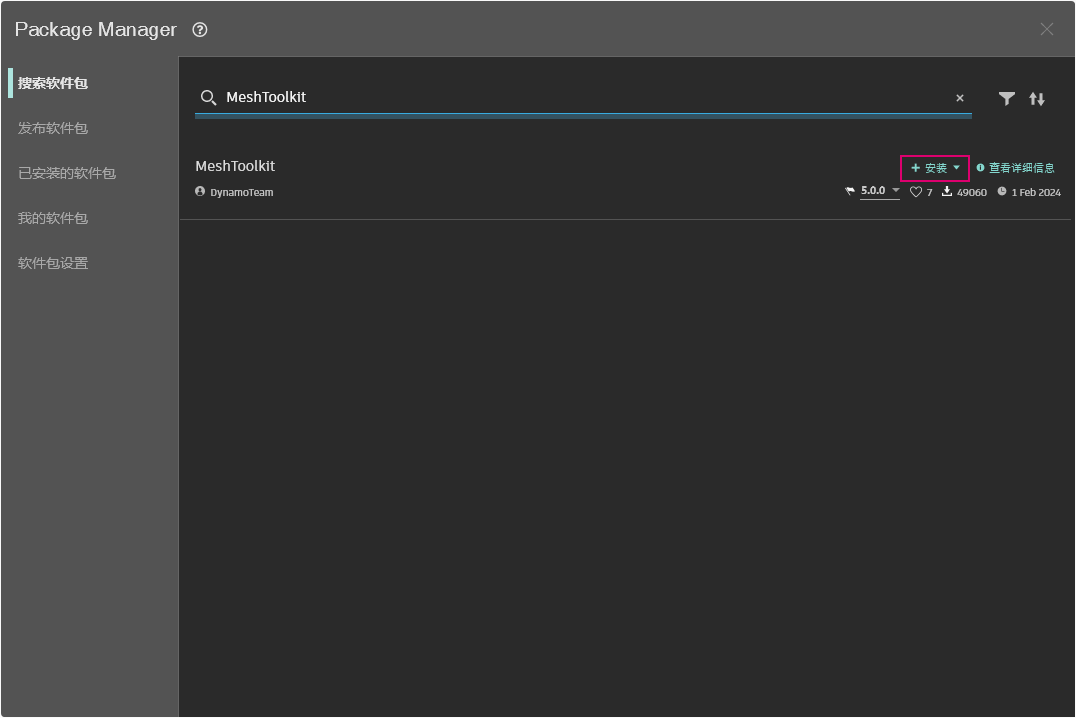 Package Manager
搜索软件包
发布软件包
已安装的软件包
我的软件包
软件包设置
MeshToolkit
MeshToolkit
安装 查看详细信息
DynamoTeam
5.0.0 7 49060 1 Feb 2024